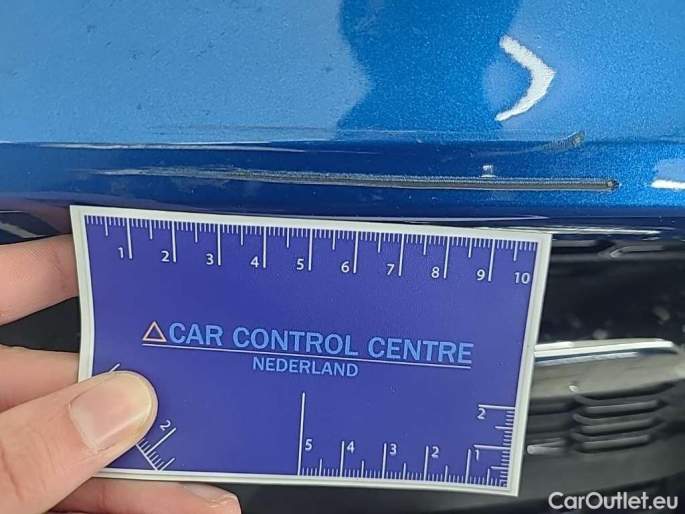 1 2 3 4 5 6 7 8 9 10
CAR CONTROL CENTRE
NEDERLAND
2
2 5 4 3 2 1
CarOutlet.eu